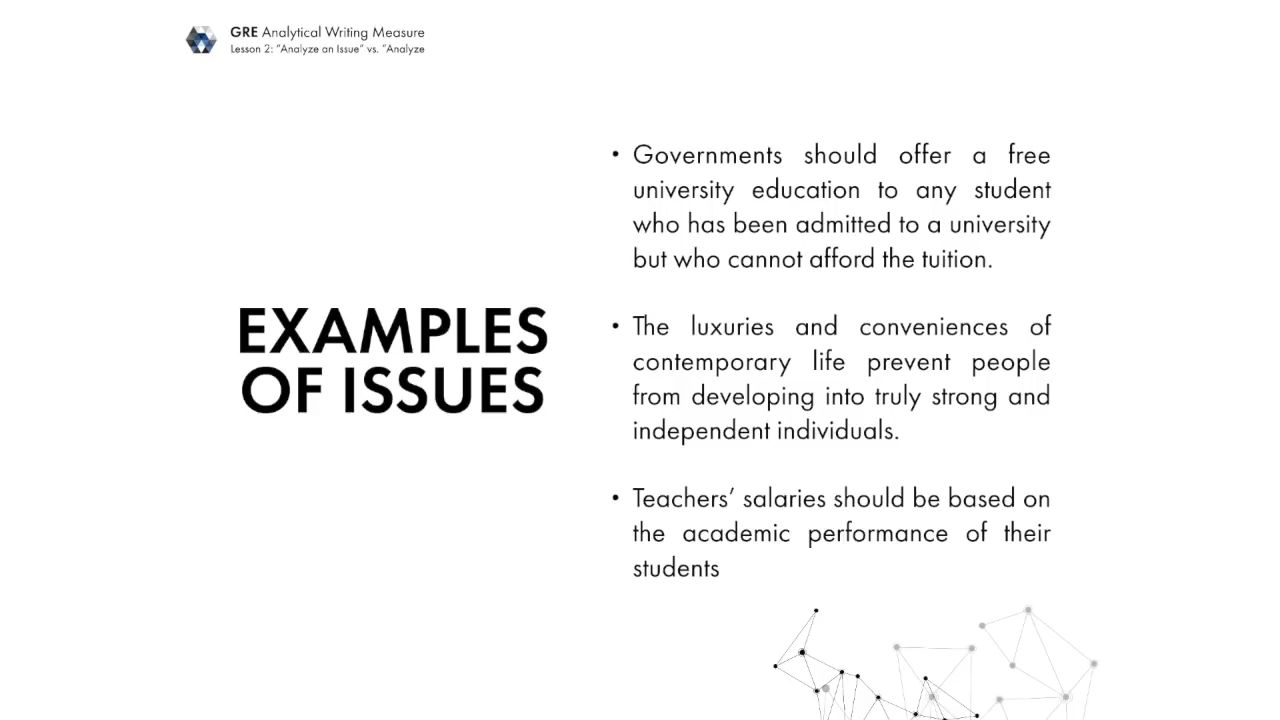 GRE Analytical Writing Measure
Lesson 2: "Analyze an Issue" vs. "Analyze
EXAMPLES
OF ISSUES
• Governments should offer a free
university education to any student
who has been admitted to a university
but who cannot afford the tuition.
• The luxuries and conveniences of
contemporary life prevent people
from developing into truly strong and
independent individuals.
• Teachers’ salaries should be based on
the academic performance of their
students